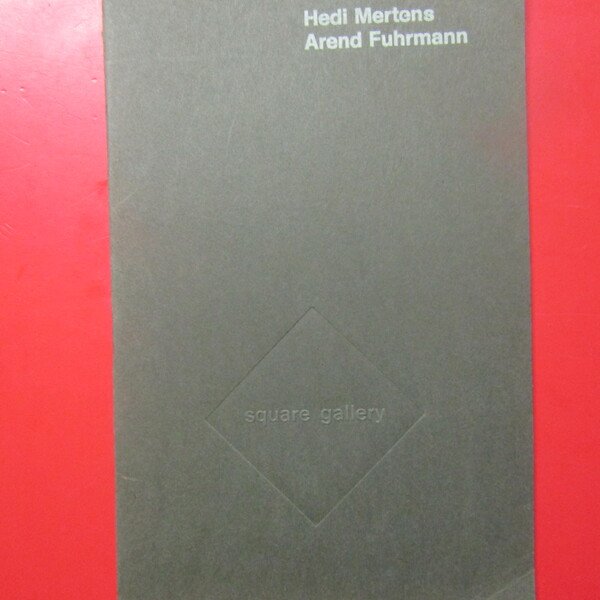 Hedi Mertens
Arend Fuhrmann
square gallery